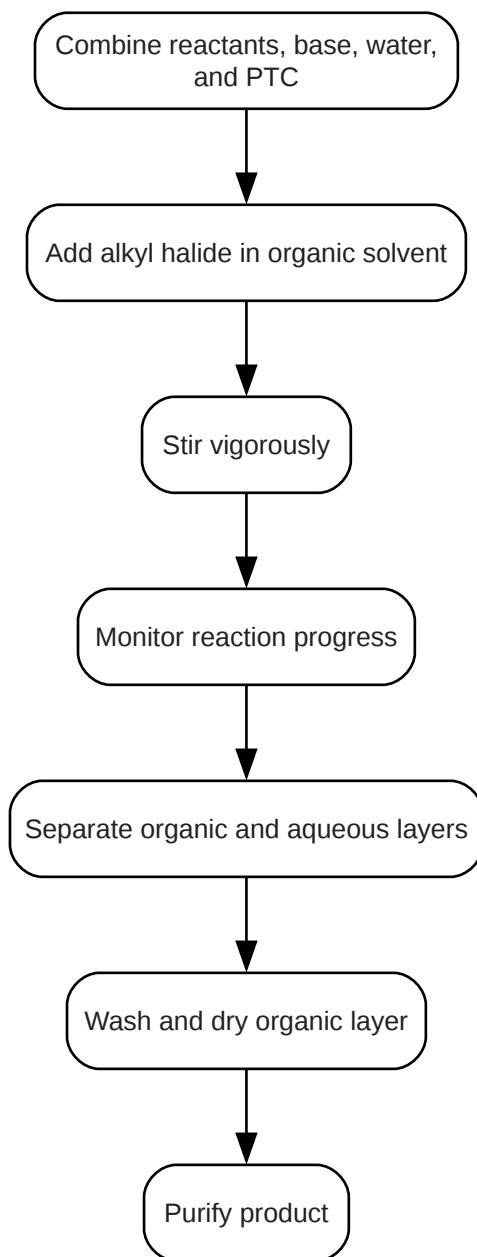 Combine reactants, base, water,
and PTC
Add alkyl halide in organic solvent
Stir vigorously
Monitor reaction progress
Separate organic and aqueous layers
Wash and dry organic layer
Purify product